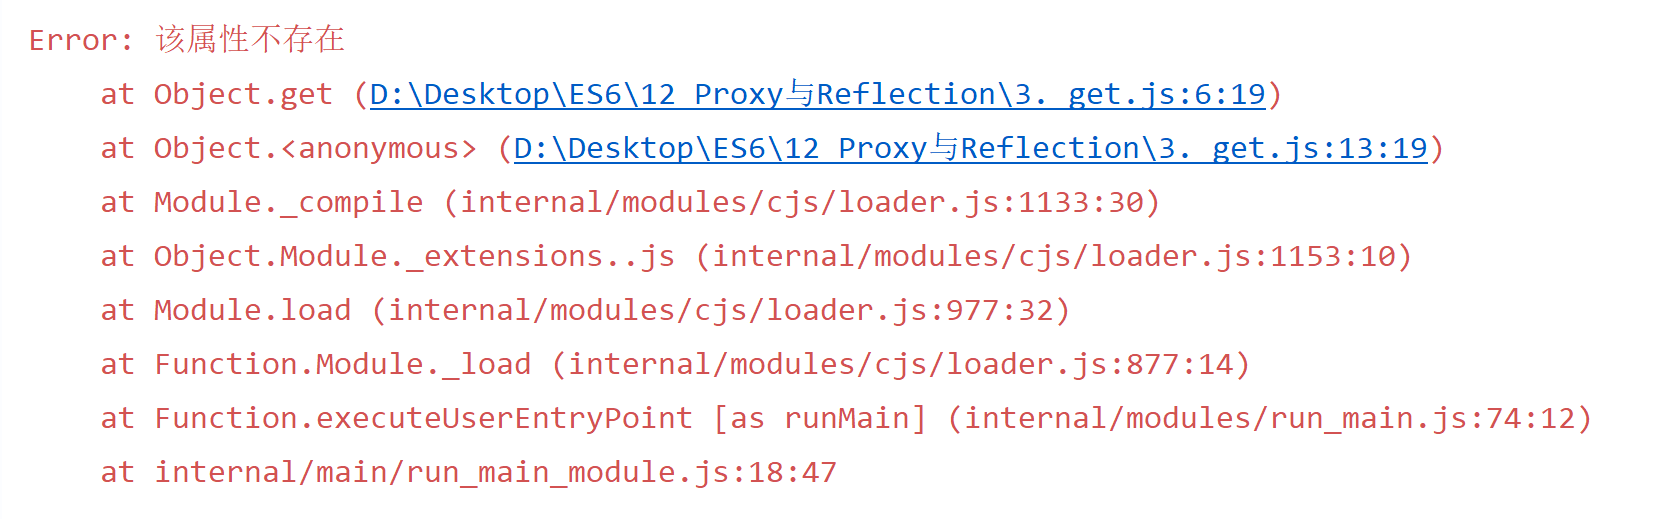 Error: 该属性不存在
at Object.get (D:\Desktop\ES6\12 Proxy与Reflection\3. get.js:6:19)
at Object.<anonymous> (D:\Desktop\ES6\12 Proxy与Reflection\3. get.js:13:19)
at Module._compile (internal/modules/cjs/loader.js:1133:30)
at Object.Module._extensions..js (internal/modules/cjs/loader.js:1153:10)
at Module.load (internal/modules/cjs/loader.js:977:32)
at Function.Module._load (internal/modules/cjs/loader.js:877:14)
at Function.executeUserEntryPoint [as runMain] (internal/modules/run_main.js:74:12)
at internal/main/run_main_module.js:18:47